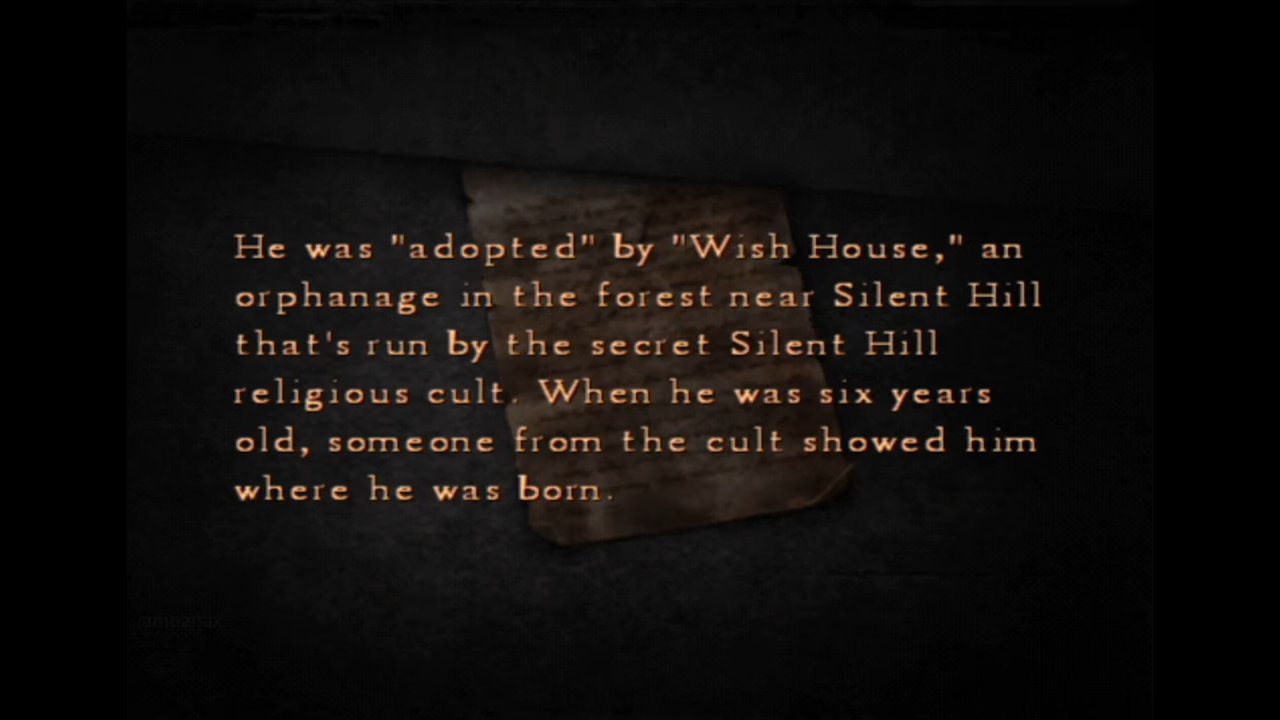 He was "adopted" by "Wish House," an
orphanage in the forest near Silent Hill
that's run by the secret Silent Hill
religious cult. When he was six years
old, someone from the cult showed him
where he was born.